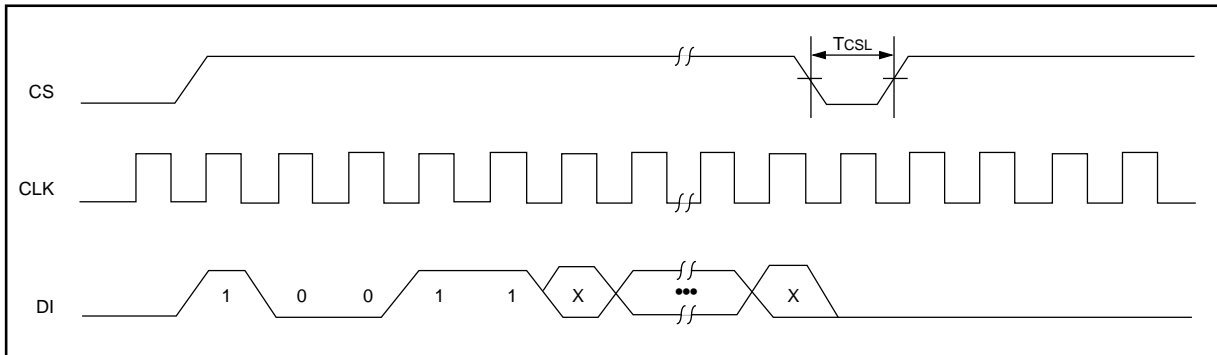 TCSL
CS
CLK
DI
1 0 0 1 1 X ••• X